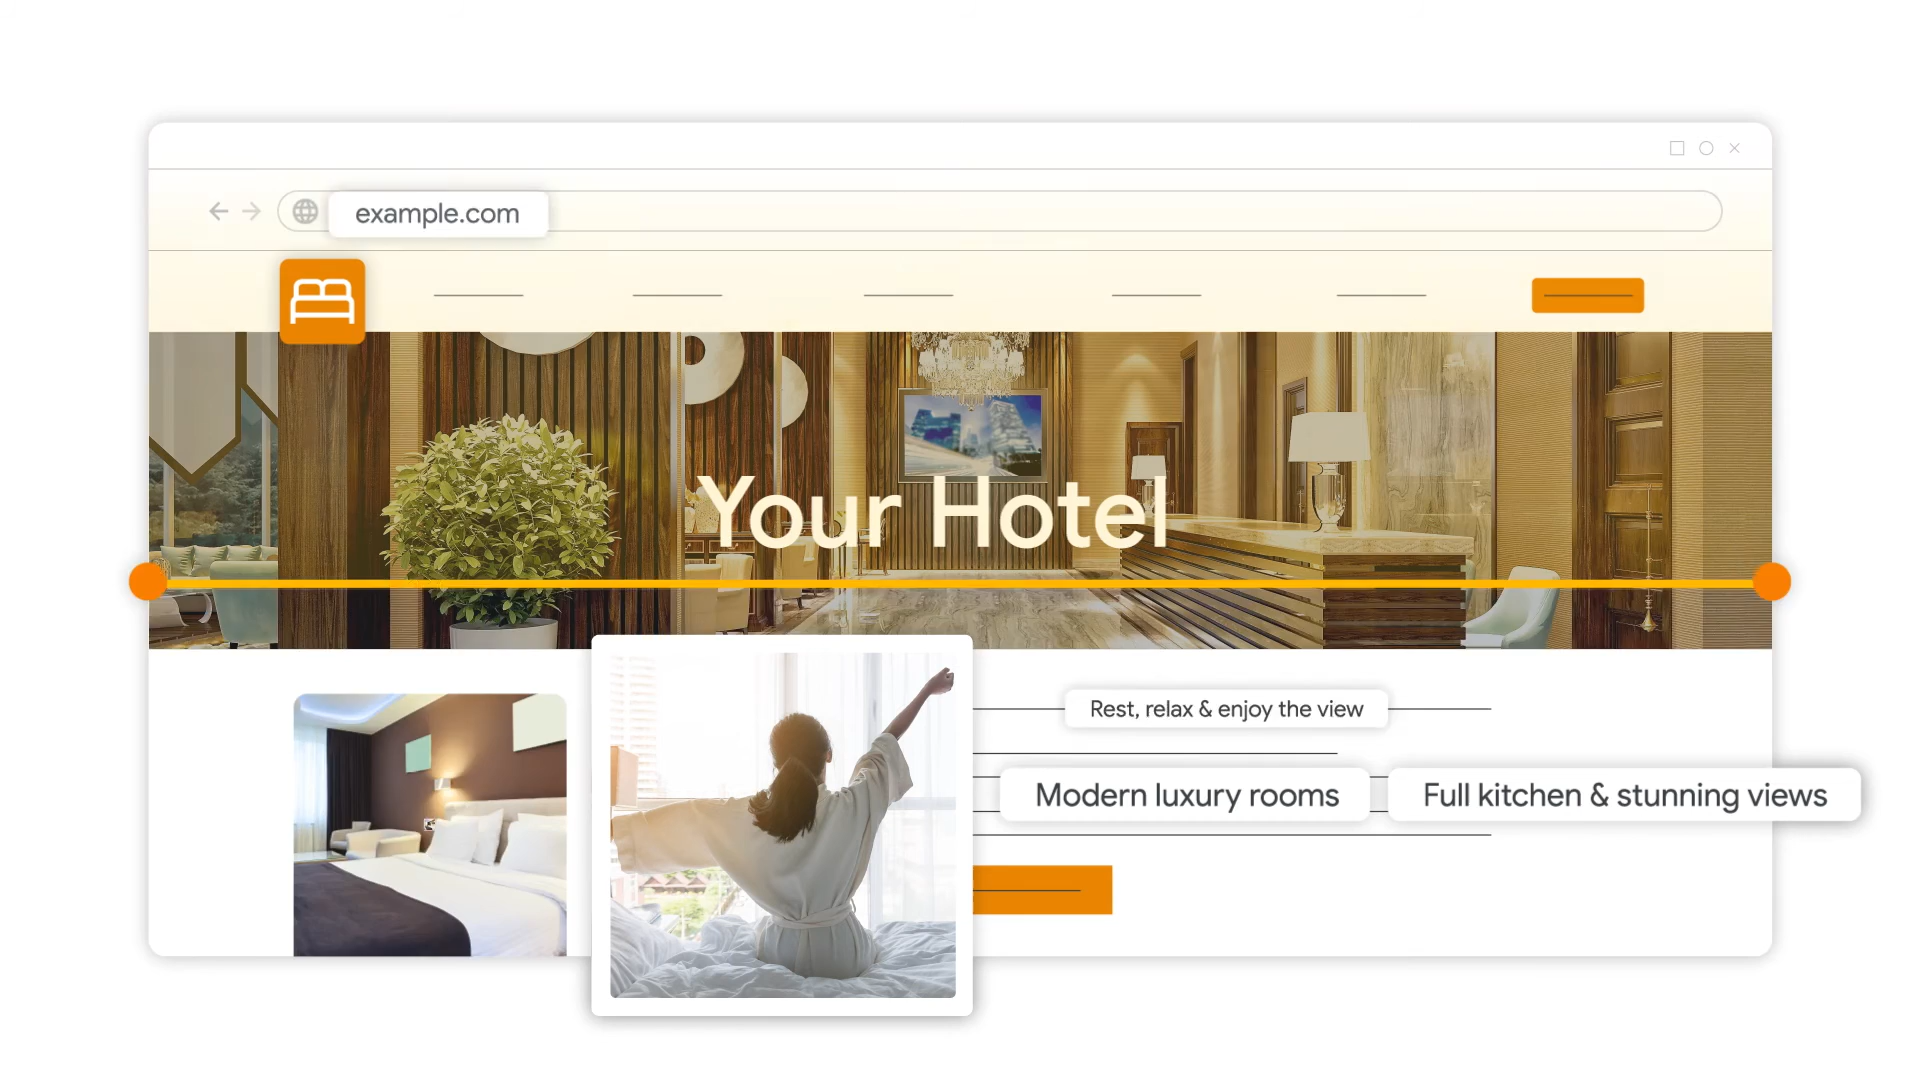 example.com
Your Hotel
Rest, relax & enjoy the view
Modern luxury rooms
Full kitchen & stunning views